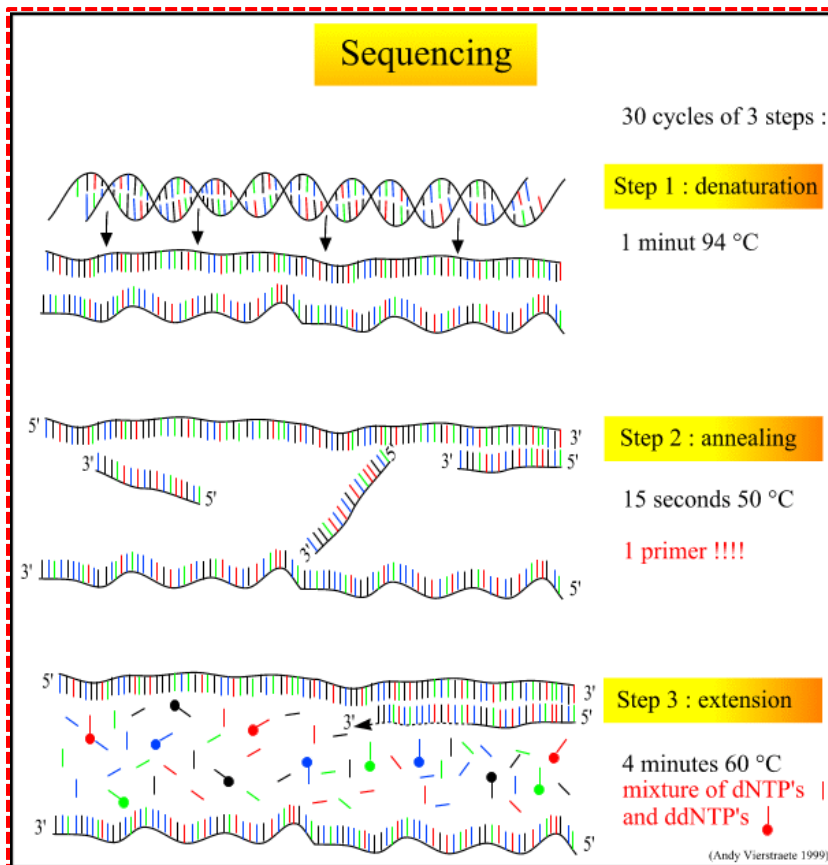 Sequencing
30 cycles of 3 steps :
Step 1 : denaturation
1 minut 94 °C
5'
3'
Step 2 : annealing
3'
5'
5'
3'
5'
15 seconds 50 °C
1 primer !!!!
3'
3'
5'
5'
3'
Step 3 : extension
3'
5'
4 minutes 60 °C
mixture of dNTP's
and ddNTP's
3'
5'
(Andy Vierstraete 1999)